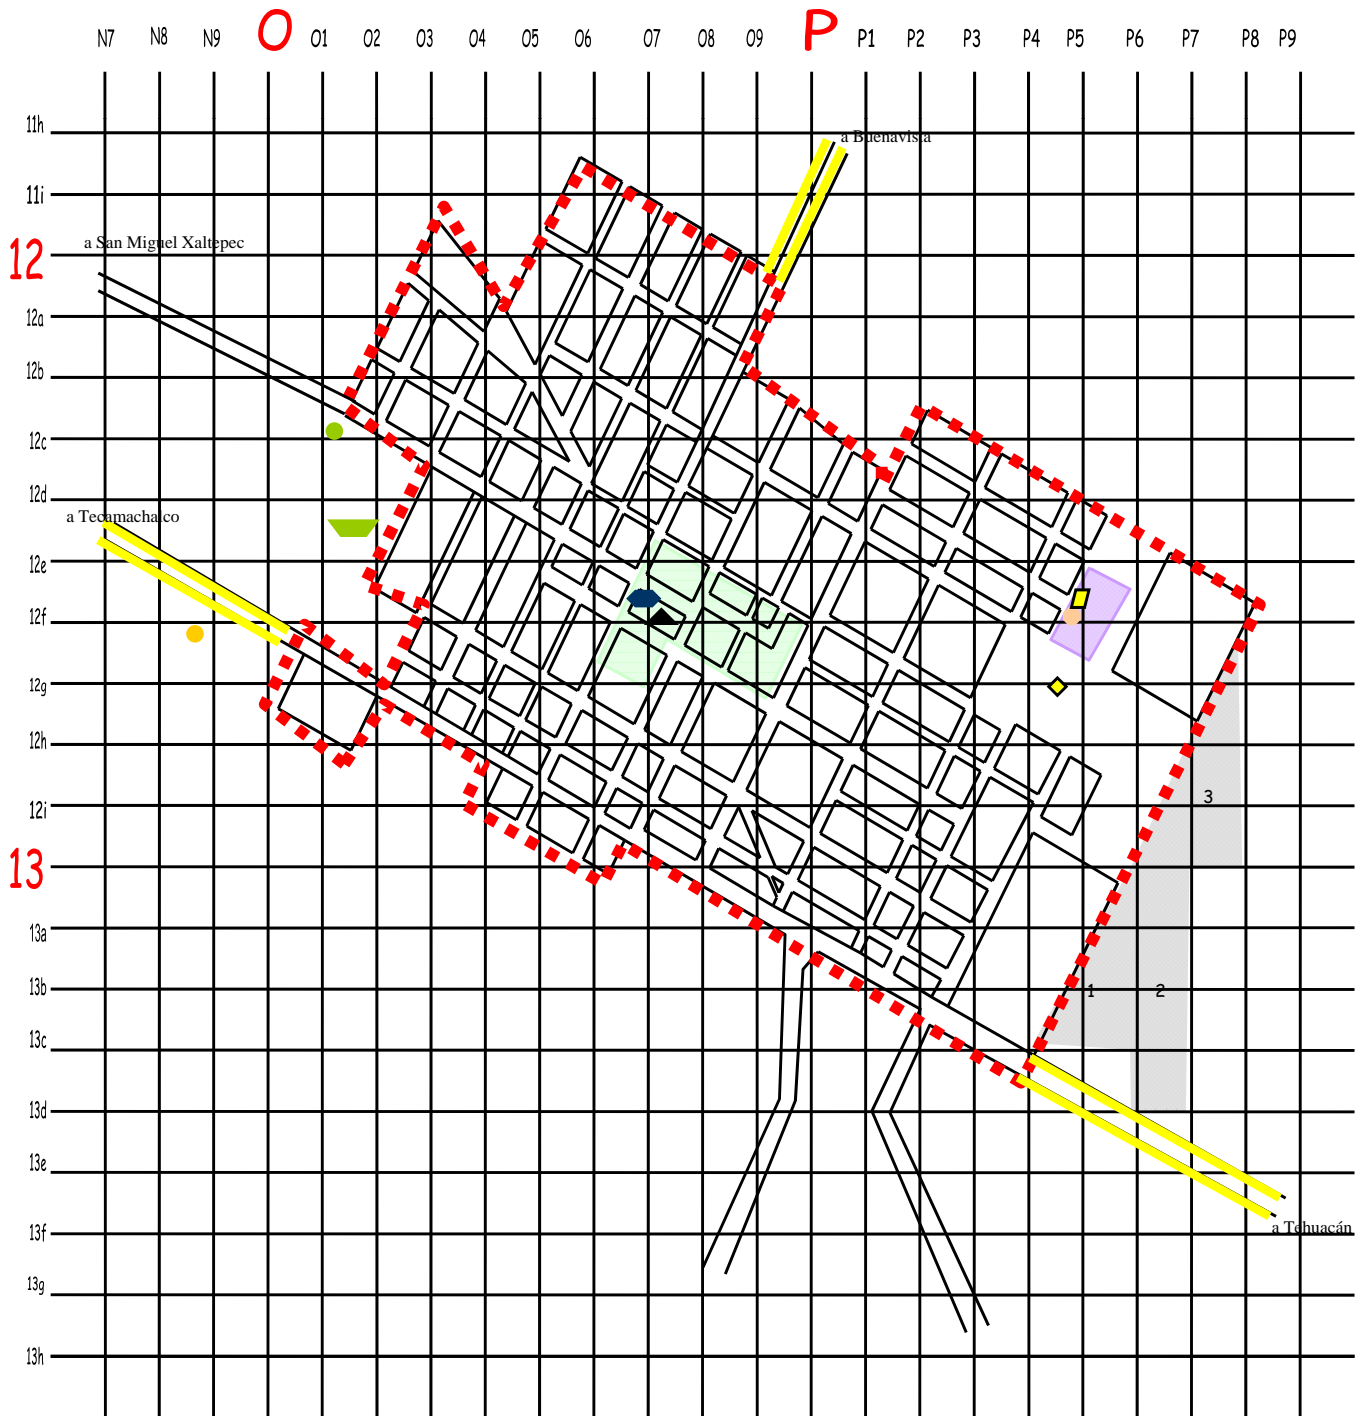 N7 N8 N9 O O1 O2 O3 O4 O5 O6 O7 O8 O9 P P1 P2 P3 P4 P5 P6 P7 P8 P9
11h
a Buenavista
11i
a San Miguel Xaltepec
12
12a
12b
12c
12d
a Tecamachalco
12e
12f
12g
12h
3
12i
13
13a
13b
1 2
13c
13d
13e
13f
a Tehuacán
13g
13h